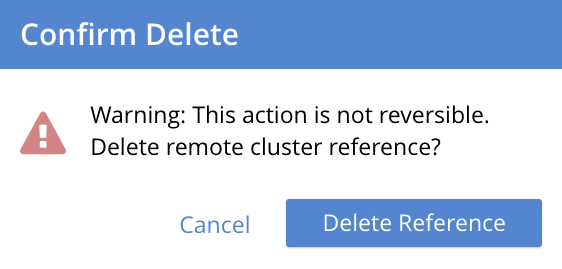 Confirm Delete
Warning: This action is not reversible.
Delete remote cluster reference?
Cancel
Delete Reference